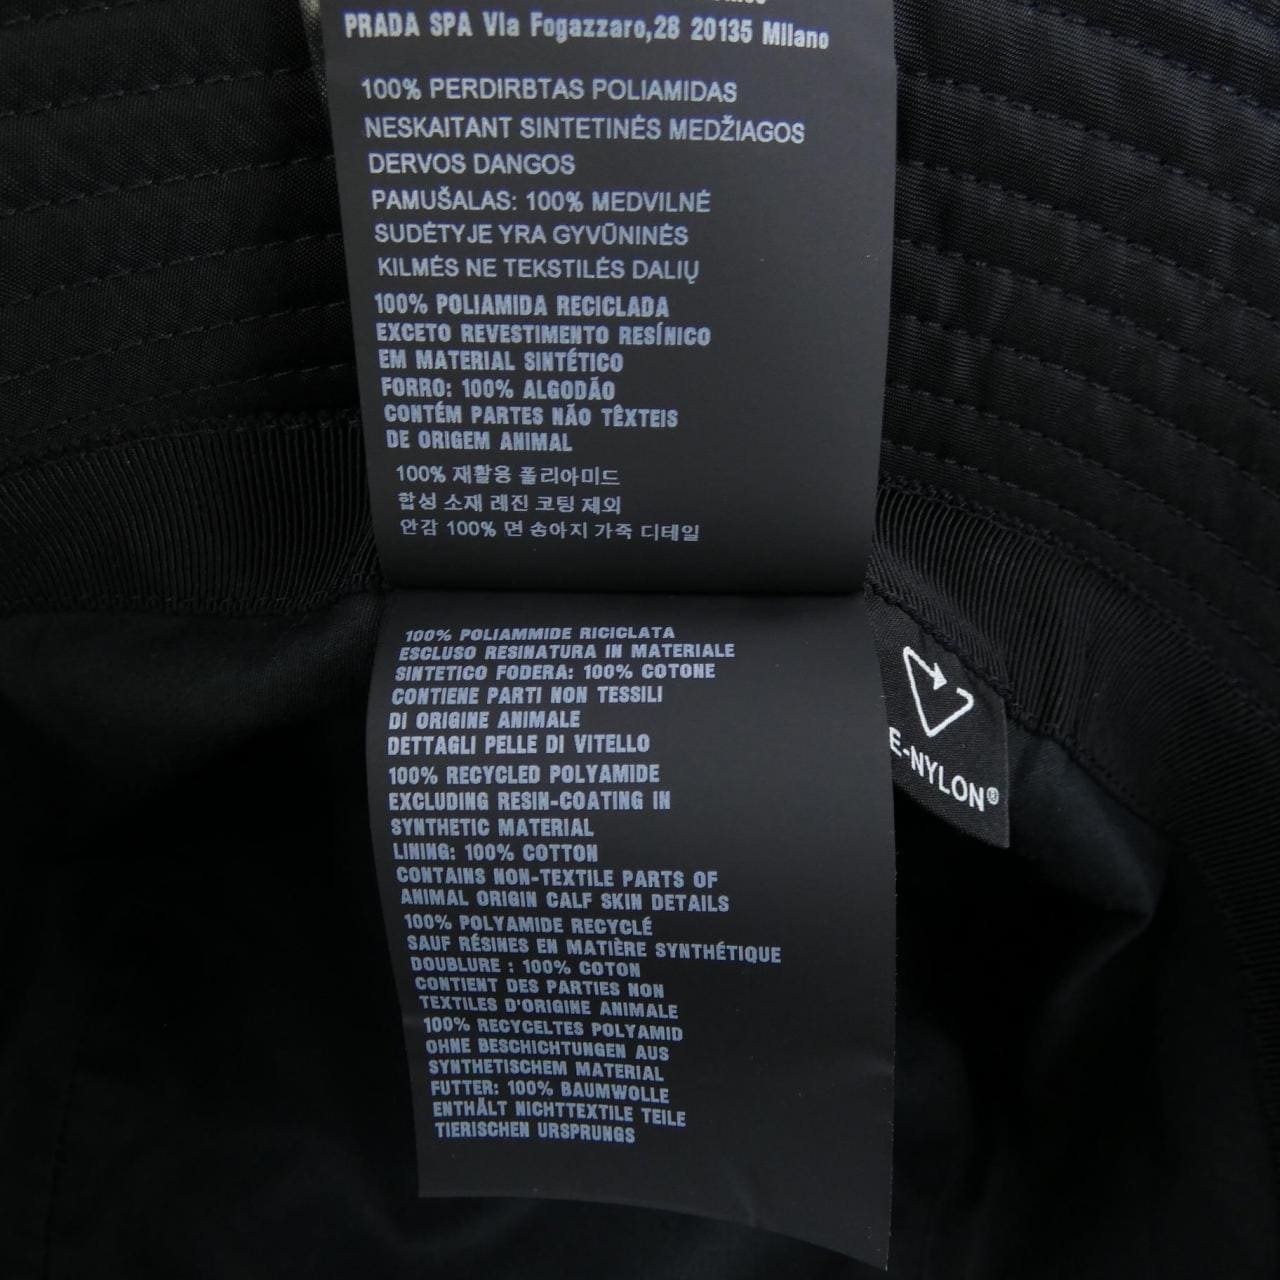 PRADA SPA Via Fogazzaro,28 20135 Milano
100% PERDIRBTAS POLIAMIDAS
NESKAITANT SINTETINĖS MEDŽIAGOS
DERVOS DANGOS
PAMUŠALAS: 100% MEDVILNĖ
SUDĖTYJE YRA GYVŪNINĖS
KILMĖS NE TEKSTILĖS DALIŲ
100% POLIAMIDA RECICLADA
EXCETO REVESTIMENTO RESÍNICO
EM MATERIAL SINTÉTICO
FORRO: 100% ALGODÃO
CONTÉM PARTES NÃO TÊXTEIS
DE ORIGEM ANIMAL
100% 재활용 폴리아미드
합성 소재 레진 코팅 제외
안감 100% 면 송아지 가죽 디테일
100% POLIAMMIDE RICICLATA
ESCLUSO RESINATURA IN MATERIALE
SINTETICO FODERA: 100% COTONE
CONTIENE PARTI NON TESSILI
DI ORIGINE ANIMALE
DETTAGLI PELLE DI VITELLO
100% RECYCLED POLYAMIDE
EXCLUDING RESIN-COATING IN
SYNTHETIC MATERIAL
LINING: 100% COTTON
CONTAINS NON-TEXTILE PARTS OF
ANIMAL ORIGIN CALF SKIN DETAILS
100% POLYAMIDE RECYCLÉ
SAUF RÉSINES EN MATIÈRE SYNTHÉTIQUE
DOUBLURE : 100% COTON
CONTIENT DES PARTIES NON
TEXTILES D'ORIGINE ANIMALE
100% RECYCELTES POLYAMID
OHNE BESCHICHTUNGEN AUS
SYNTHETISCHEM MATERIAL
FUTTER: 100% BAUMWOLLE
ENTHÄLT NICHTTEXTILE TEILE
TIERISCHEN URSPRUNGS
E-NYLON®